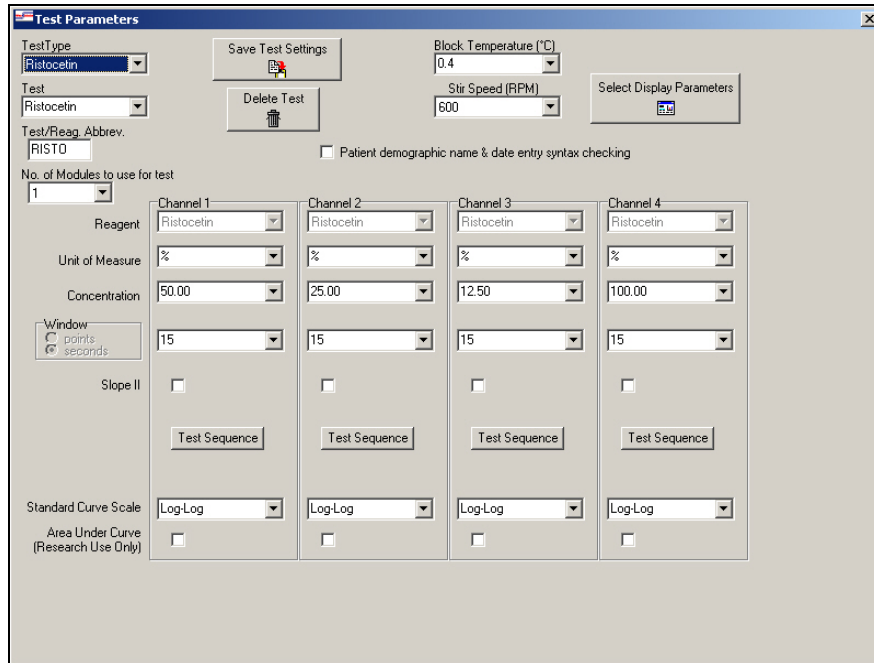 Test Parameters
TestType
Ristocetin
Save Test Settings
Block Temperature (°C)
0.4
Test
Ristocetin
Delete Test
Stir Speed (RPM)
600
Select Display Parameters
Test/Reag. Abbrev.
RISTO
Patient demographic name & date entry syntax checking
No. of Modules to use for test
1
Channel 1 Channel 2 Channel 3 Channel 4
Reagent Ristocetin Ristocetin Ristocetin Ristocetin
Unit of Measure % % % %
Concentration 50.00 25.00 12.50 100.00
Window
points
seconds
15 15 15 15
Slope II
Test Sequence Test Sequence Test Sequence Test Sequence
Standard Curve Scale Log-Log Log-Log Log-Log Log-Log
Area Under Curve
(Research Use Only)